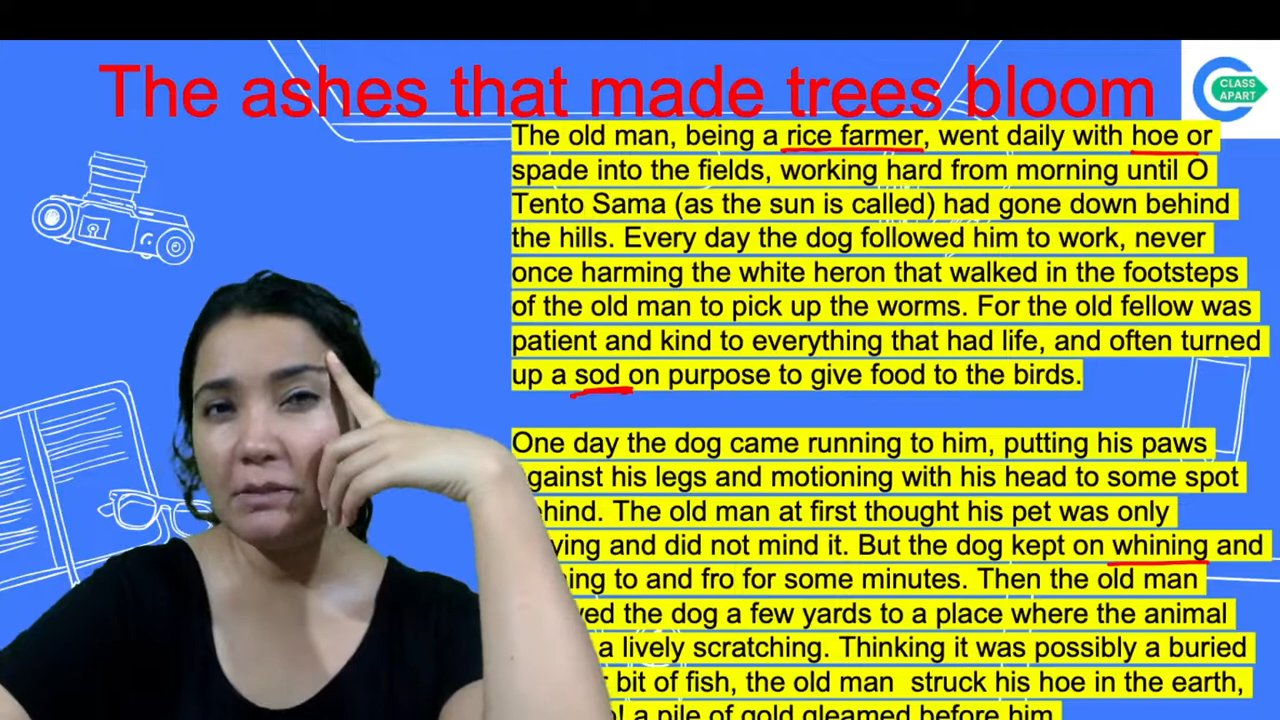 The ashes that made trees bloom
CLASS
APART
The old man, being a rice farmer, went daily with hoe or
spade into the fields, working hard from morning until O
Tento Sama (as the sun is called) had gone down behind
the hills. Every day the dog followed him to work, never
once harming the white heron that walked in the footsteps
of the old man to pick up the worms. For the old fellow was
patient and kind to everything that had life, and often turned
up a sod on purpose to give food to the birds.
One day the dog came running to him, putting his paws
against his legs and motioning with his head to some spot
behind. The old man at first thought his pet was only
and did not mind it. But the dog kept on whining and
to and fro for some minutes. Then the old man
the dog a few yards to a place where the animal
a lively scratching. Thinking it was possibly a buried
bit of fish, the old man struck his hoe in the earth,
a pile of gold gleamed before him